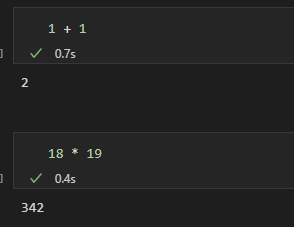 1 + 1
] ✓ 0.7s
2
18 * 19
] ✓ 0.4s
342